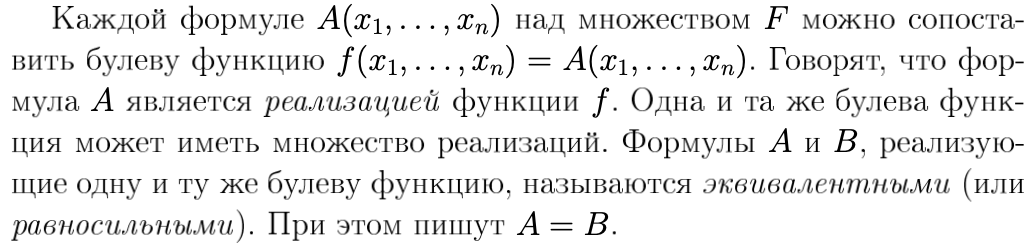 Каждой формуле A(x₁, . . . , xₙ) над множеством F можно сопоста-
вить булеву функцию f(x₁, . . . , xₙ) = A(x₁, . . . , xₙ). Говорят, что фор-
мула A является реализацией функции f. Одна и та же булева функ-
ция может иметь множество реализаций. Формулы A и B, реализую-
щие одну и ту же булеву функцию, называются эквивалентными (или
равносильными). При этом пишут A = B.